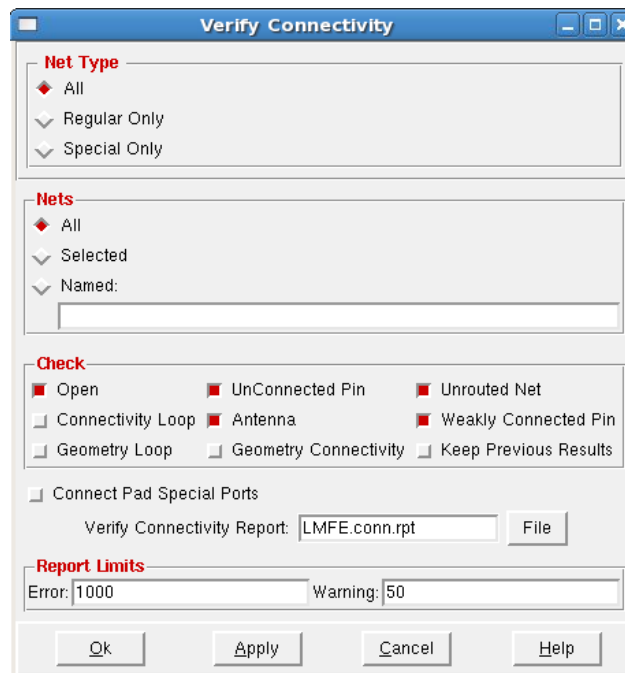 Verify Connectivity
Net Type
All
Regular Only
Special Only
Nets
All
Selected
Named:
Check
Open UnConnected Pin Unrouted Net
Connectivity Loop Antenna Weakly Connected Pin
Geometry Loop Geometry Connectivity Keep Previous Results
Connect Pad Special Ports
Verify Connectivity Report: LMFE.conn.rpt File
Report Limits
Error: 1000 Warning: 50
Ok Apply Cancel Help